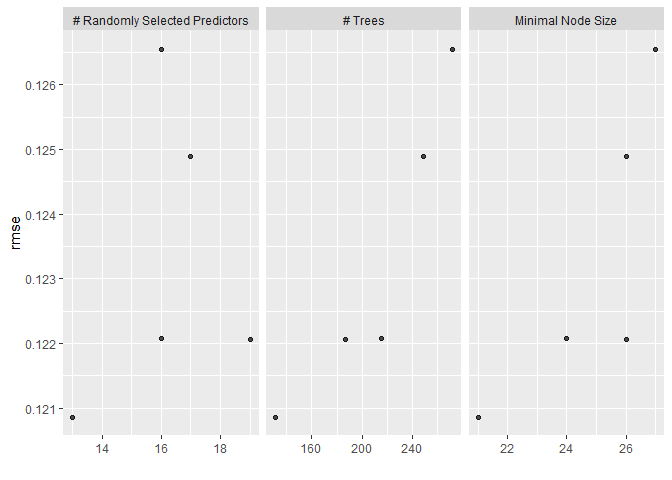 # Randomly Selected Predictors
# Trees
Minimal Node Size
rmse
0.126
0.125
0.124
0.123
0.122
0.121
14 16 18
160 200 240
22 24 26